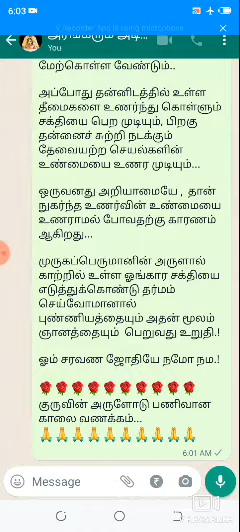 6:03
V Recorder App is using microphone
You
மேற்கொள்ள வேண்டும்..
அப்போது தன்னிடத்தில் உள்ள
தீமைகளை உணர்ந்து கொள்ளும்
சக்தியை பெற முடியும், பிறகு
தன்னைச் சுற்றி நடக்கும்
தேவையற்ற செயல்களின்
உண்மையை உணர முடியும்...
ஒருவனது அறியாமையே , தான்
நுகர்ந்த உணர்வின் உண்மையை
உணராமல் போவதற்கு காரணம்
ஆகிறது...
முருகப்பெருமானின் அருளால்
காற்றில் உள்ள ஓங்கார சக்தியை
எடுத்துக்கொண்டு தர்மம்
செய்வோமானால்
புண்ணியத்தையும் அதன் மூலம்
ஞானத்தையும் பெறுவது உறுதி.!
ஓம் சரவண ஜோதியே நமோ நம.!
🌹🌹🌹🌹🌹🌹🌹🌹🌹🌹
குருவின் அருளோடு பணிவான
காலை வணக்கம்...
🙏🙏🙏🙏🙏🙏🙏🙏🙏🙏
6:01 AM
Message